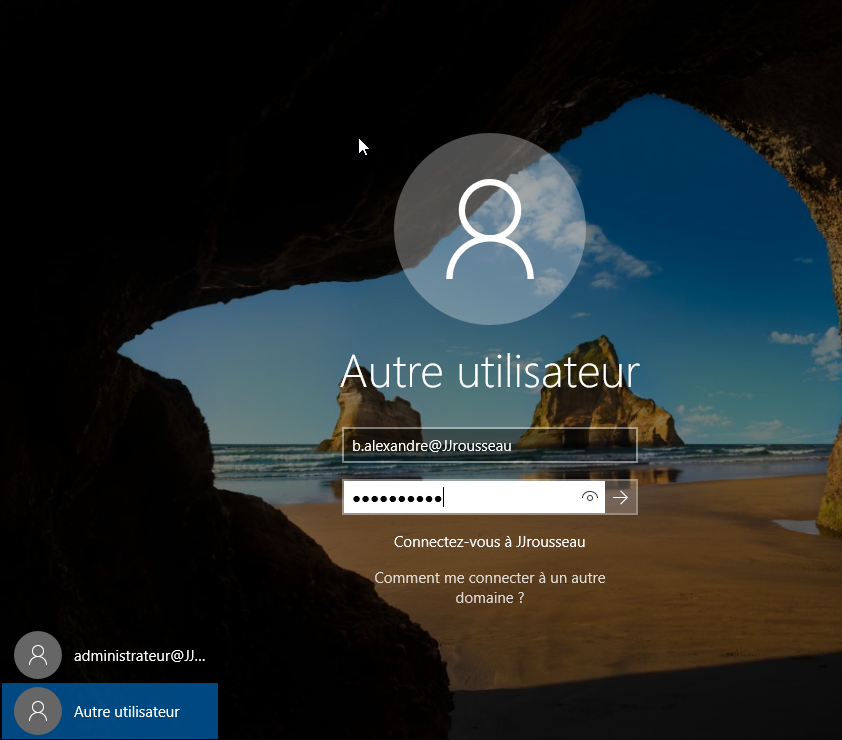 Autre utilisateur
b.alexandre@JJrousseau
●●●●●●●●●●
Connectez-vous à JJrousseau
Comment me connecter à un autre
domaine ?
administrateur@JJ...
Autre utilisateur